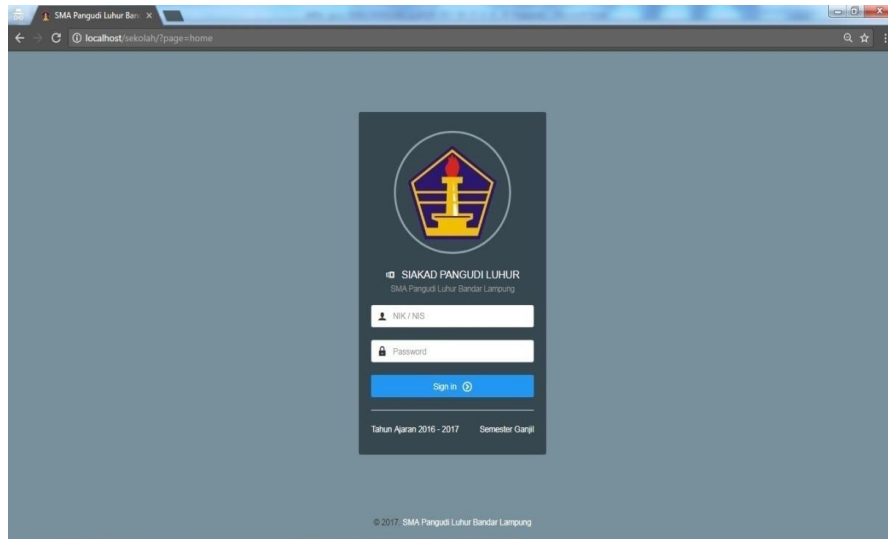 SMA Pangudi Luhur Ban
localhost/sekolah/?page=home
SIAKAD PANGUDI LUHUR
SMA Pangudi Luhur Bandar Lampung
NIK / NIS
Password
Sign in
Tahun Ajaran 2016 - 2017 Semester Ganjil
© 2017. SMA Pangudi Luhur Bandar Lampung